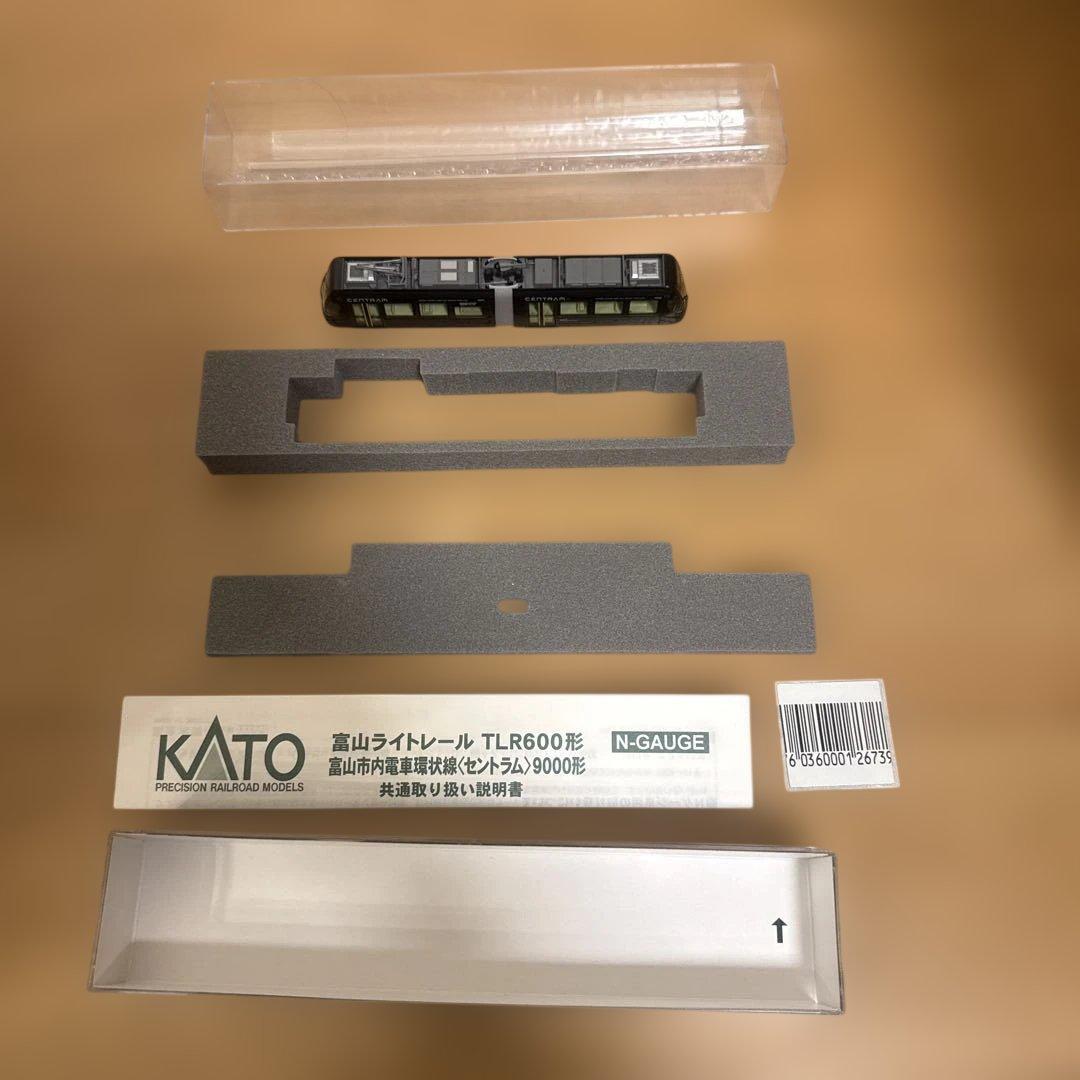 CENTRAM CENTRAM
KATO
PRECISION RAILROAD MODELS
富山ライトレール TLR600形
N-GAUGE
富山市内電車環状線〈セントラム〉9000形
共通取り扱い説明書
60360001 26739
↑